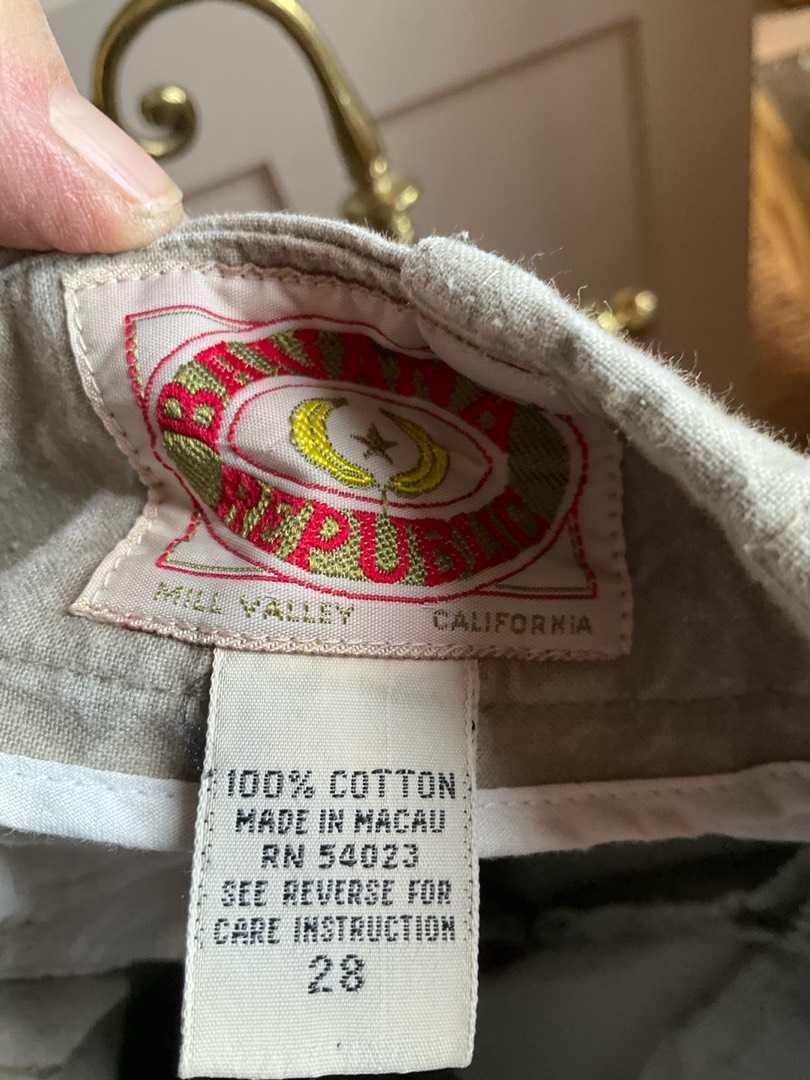 BANANA
REPUBLIC
MILL VALLEY CALIFORNIA
100% COTTON
MADE IN MACAU
RN 54023
SEE REVERSE FOR
CARE INSTRUCTION
28